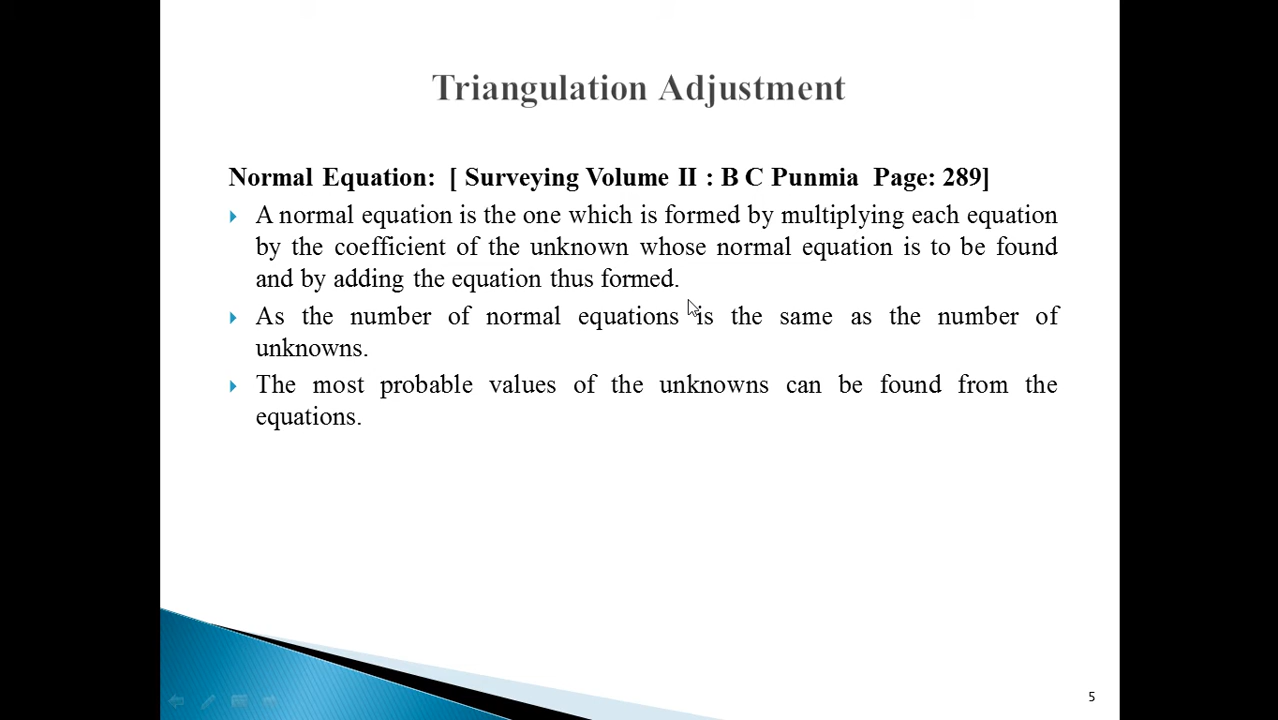 Triangulation Adjustment
Normal Equation: [ Surveying Volume II : B C Punmia Page: 289]
A normal equation is the one which is formed by multiplying each equation
by the coefficient of the unknown whose normal equation is to be found
and by adding the equation thus formed.
As the number of normal equations is the same as the number of
unknowns.
The most probable values of the unknowns can be found from the
equations.
5